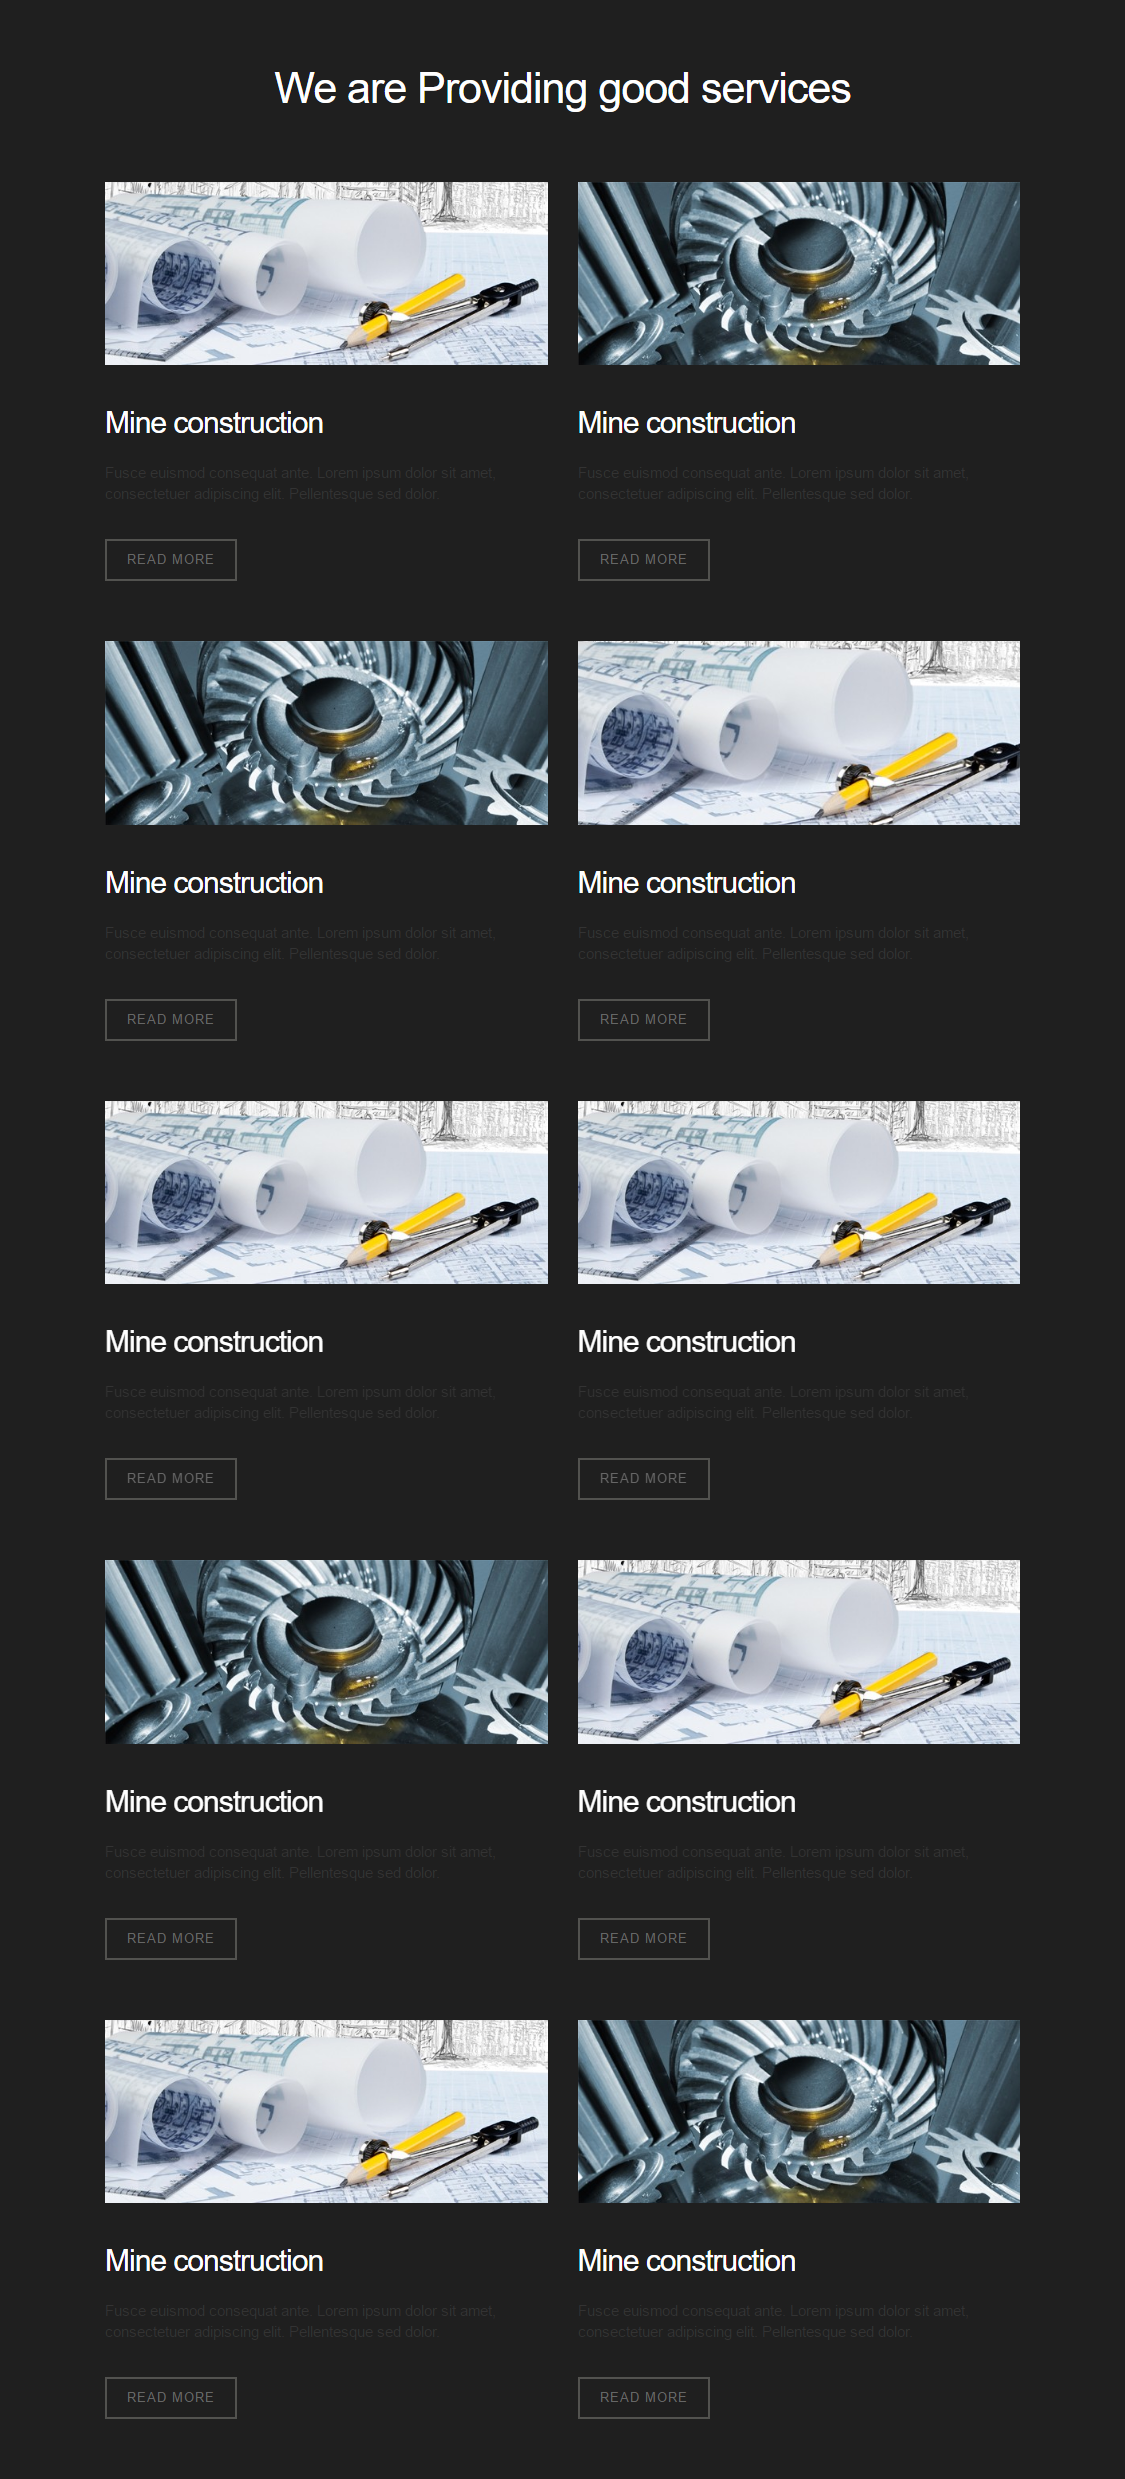 We are Providing good services
Mine construction
Fusce euismod consequat ante. Lorem ipsum dolor sit amet,
consectetuer adipiscing elit. Pellentesque sed dolor.
READ MORE
Mine construction
Fusce euismod consequat ante. Lorem ipsum dolor sit amet,
consectetuer adipiscing elit. Pellentesque sed dolor.
READ MORE
Mine construction
Fusce euismod consequat ante. Lorem ipsum dolor sit amet,
consectetuer adipiscing elit. Pellentesque sed dolor.
READ MORE
Mine construction
Fusce euismod consequat ante. Lorem ipsum dolor sit amet,
consectetuer adipiscing elit. Pellentesque sed dolor.
READ MORE
Mine construction
Fusce euismod consequat ante. Lorem ipsum dolor sit amet,
consectetuer adipiscing elit. Pellentesque sed dolor.
READ MORE
Mine construction
Fusce euismod consequat ante. Lorem ipsum dolor sit amet,
consectetuer adipiscing elit. Pellentesque sed dolor.
READ MORE
Mine construction
Fusce euismod consequat ante. Lorem ipsum dolor sit amet,
consectetuer adipiscing elit. Pellentesque sed dolor.
READ MORE
Mine construction
Fusce euismod consequat ante. Lorem ipsum dolor sit amet,
consectetuer adipiscing elit. Pellentesque sed dolor.
READ MORE
Mine construction
Fusce euismod consequat ante. Lorem ipsum dolor sit amet,
consectetuer adipiscing elit. Pellentesque sed dolor.
READ MORE
Mine construction
Fusce euismod consequat ante. Lorem ipsum dolor sit amet,
consectetuer adipiscing elit. Pellentesque sed dolor.
READ MORE